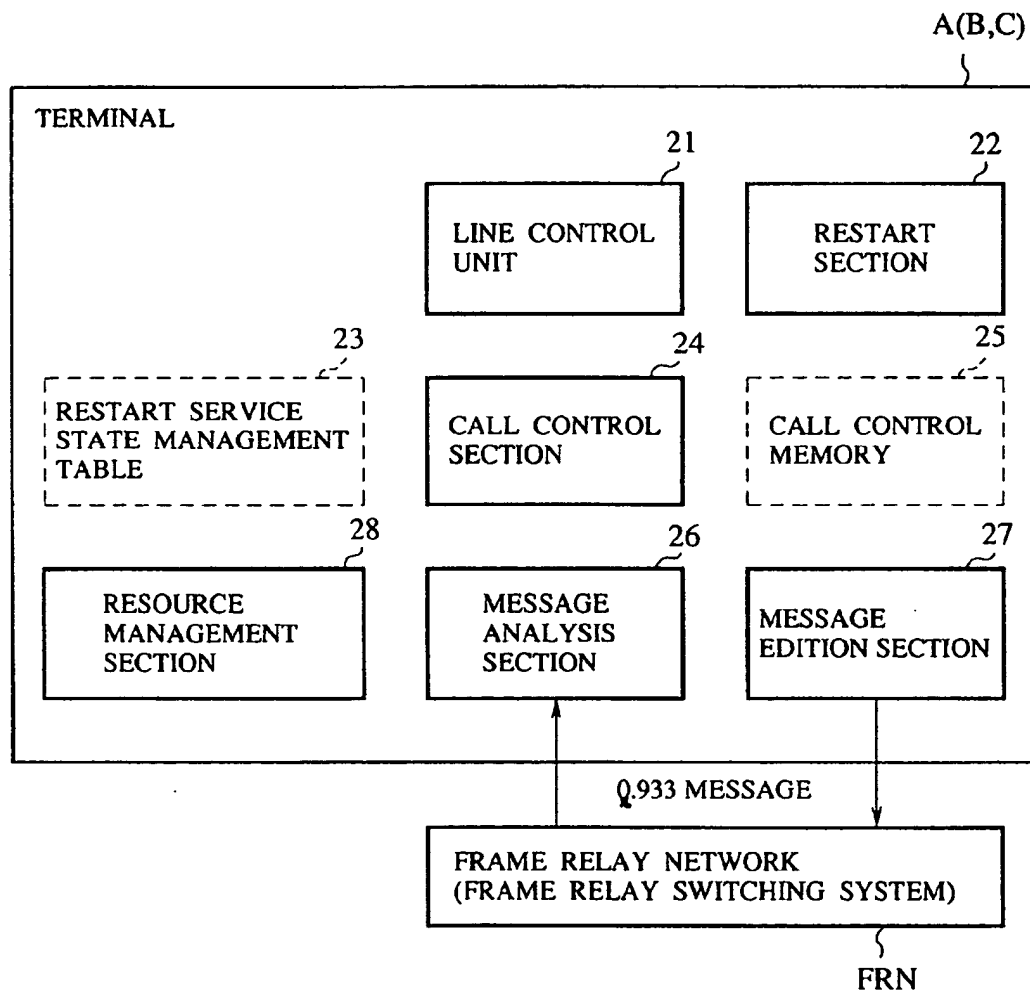 A(B,C)
TERMINAL
21
LINE CONTROL
UNIT
22
RESTART
SECTION
23
RESTART SERVICE
STATE MANAGEMENT
TABLE
24
CALL CONTROL
SECTION
25
CALL CONTROL
MEMORY
28
RESOURCE
MANAGEMENT
SECTION
26
MESSAGE
ANALYSIS
SECTION
27
MESSAGE
EDITION SECTION
Q.933 MESSAGE
FRAME RELAY NETWORK
(FRAME RELAY SWITCHING SYSTEM)
FRN